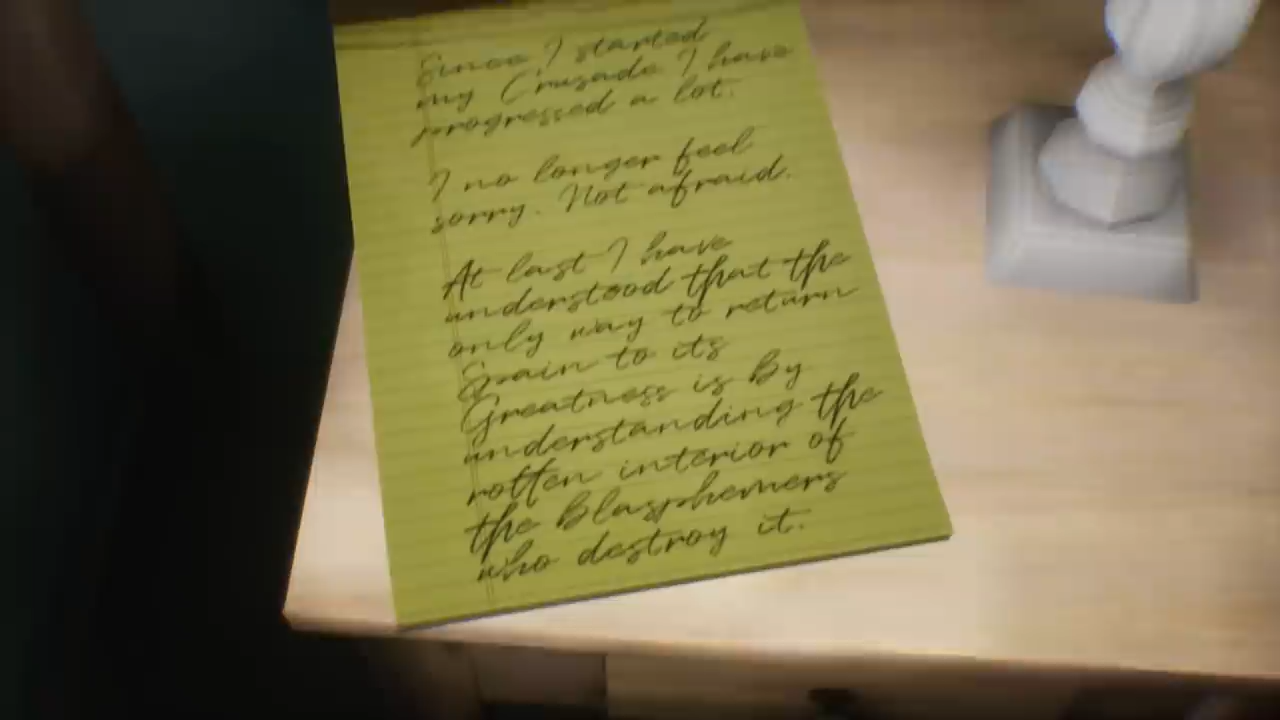 Since I started
my Crusade I have
progressed a lot.
I no longer feel
sorry. Not afraid.
At last I have
understood that the
only way to return
Spain to its
Greatness is by
understanding the
rotten interior of
the Blasphemers
who destroy it.